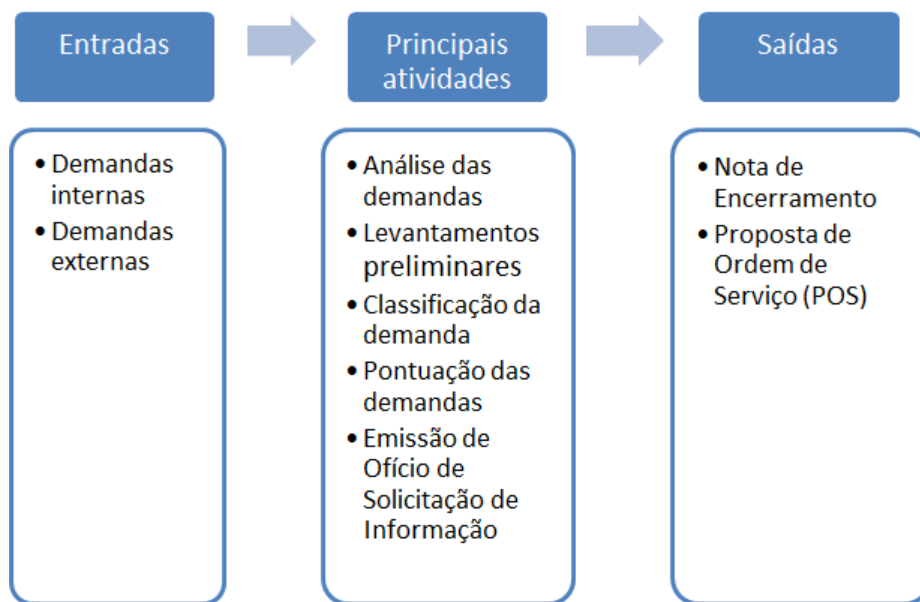 Entradas
Principais
atividades
Saídas
• Demandas
internas
• Demandas
externas
• Análise das
demandas
• Levantamentos
preliminares
• Classificação da
demanda
• Pontuação das
demandas
• Emissão de
Ofício de
Solicitação de
Informação
• Nota de
Encerramento
• Proposta de
Ordem de
Serviço (POS)